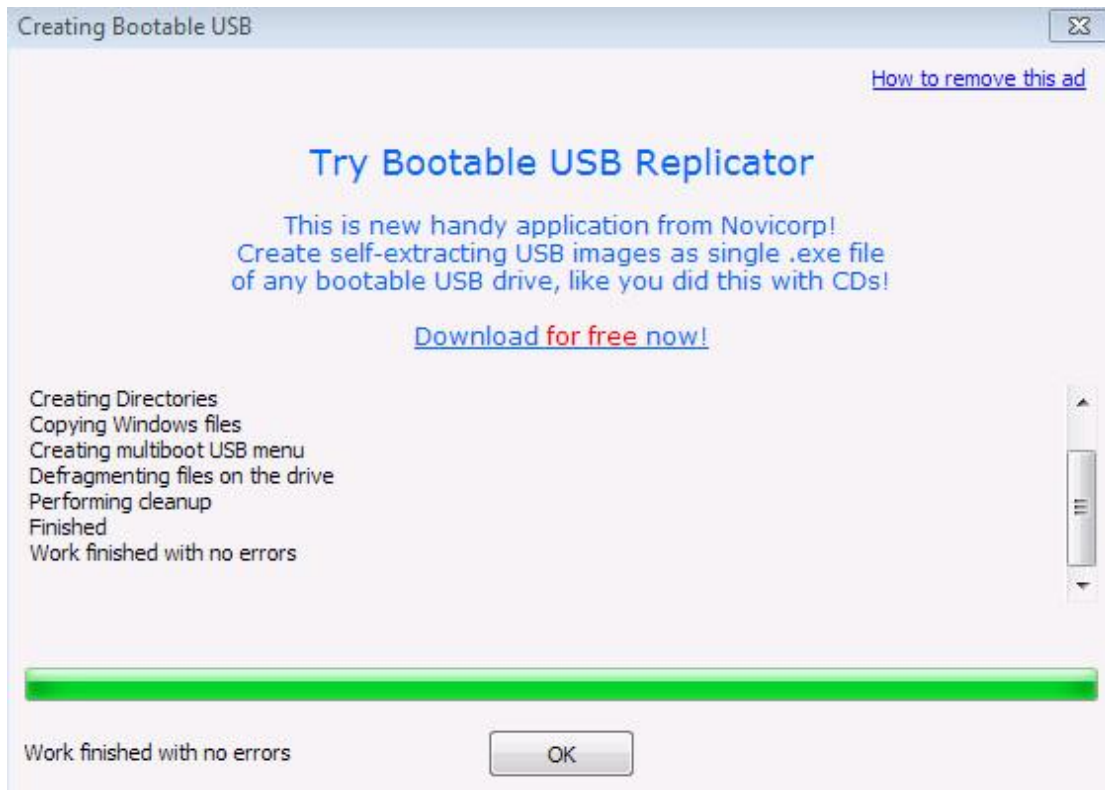 Creating Bootable USB
How to remove this ad
Try Bootable USB Replicator
This is new handy application from Novicorp!
Create self-extracting USB images as single .exe file
of any bootable USB drive, like you did this with CDs!
Download for free now!
Creating Directories
Copying Windows files
Creating multiboot USB menu
Defragmenting files on the drive
Performing cleanup
Finished
Work finished with no errors
Work finished with no errors
OK